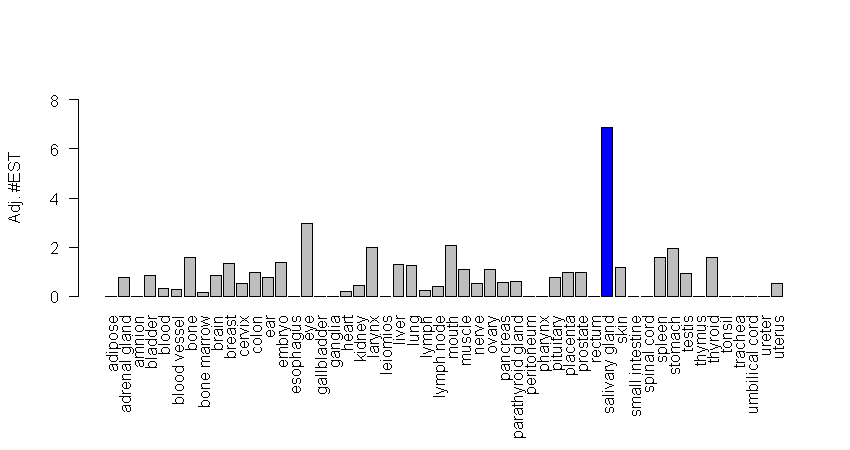 Adj. #EST
8
6
4
2
0
adipose
adrenal gland
amnion
bladder
blood
blood vessel
bone
bone marrow
brain
breast
cervix
colon
ear
embryo
esophagus
eye
gallbladder
ganglia
heart
kidney
larynx
leiomios
liver
lung
lymph
lymph node
mouth
muscle
nerve
ovary
pancreas
parathyroid gland
peritoneum
pharynx
pituitary
placenta
prostate
rectum
salivary gland
skin
small intestine
spinal cord
spleen
stomach
testis
thymus
thyroid
tonsil
trachea
umbilical cord
ureter
uterus